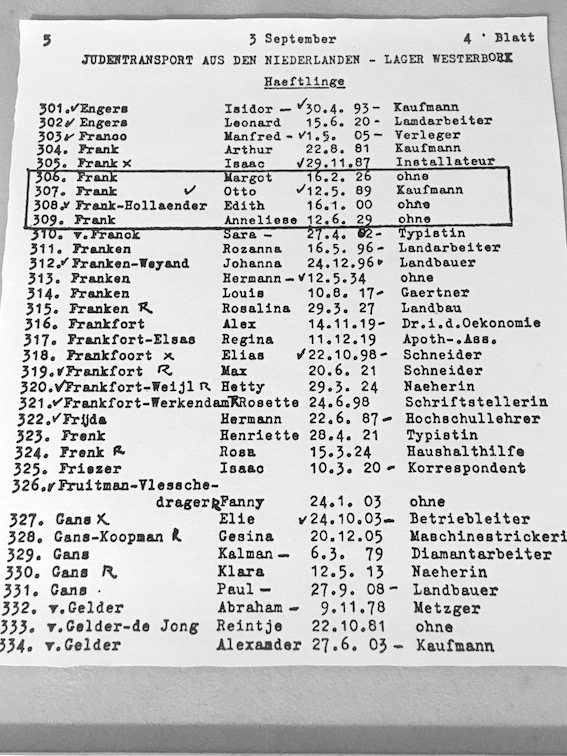 5 3 September 4 Blatt
JUDENTRANSPORT AUS DEN NIEDERLANDEN - LAGER WESTERBORK
Haeftlinge
301.✓Engers Isidor - ✓30.4. 93- Kaufmann
302✓ Engers Leonard 15.6. 20- Lamdarbeiter
303✓ Franco Manfred -✓1.5. 05- Verleger
304. Frank Arthur 22.8. 81 Kaufmann
305. Frank x Isaac ✓29.11.87 Installateur
306. Frank Margot 16.2. 26 ohne
307. Frank ✓ Otto ✓12.5. 89 Kaufmann
308.✓ Frank-Hollaender Edith 16.1. 00 ohne
309. Frank Anneliese 12.6. 29 ohne
310. v.Franck Sara - 27.4. 02- Typistin
311. Franken Rozanna 16.5. 96- Landarbeiter
312.✓ Franken-Weyand Johanna 24.12.96 Landbauer
313. Franken Hermann-✓12.5.34 ohne
314. Franken Louis 10.8. 17- Gaertner
315. Franken R Rosalina 29.3. 27 Landbau
316. Frankfort Alex 14.11.19- Dr.i.d.Oekonomie
317. Frankfort-Elsas Regina 11.12.19 Apoth-.Ass.
318. Frankfoort x Elias ✓22.10.98- Schneider
319.✓Frankfort R Max 20.6. 21 Schneider
320.✓Frankfort-Weijl R Hetty 29.3. 24 Naeherin
321.✓Frankfort-Werkendam R Rosette 24.6.98 Schriftstellerin
322.✓ Frijda Hermann 22.6. 87- Hochschullehrer
323. Frenk Henriette 28.4. 21 Typistin
324. Frenk R Rosa 15.3.24 Haushalthilfe
325. Friezer Isaac 10.3. 20- Korrespondent
326.✓Fruitman-Vlessche-
drager R Fanny 24.1. 03 ohne
327. Gans X Elie ✓24.10.03- Betriebleiter
328. Gans-Koopman R Gesina 20.12.05 Maschinestrickeri
329. Gans Kalman - 6.3. 79 Diamantarbeiter
330. Gans R Klara 12.5. 13 Naeherin
331. Gans . Paul - 27.9. 08- Landbauer
332. v.Gelder Abraham - 9.11.78 Metzger
333. v.Gelder-de Jong Reintje 22.10.81 ohne
334. v.Gelder Alexander 27.6. 03- Kaufmann